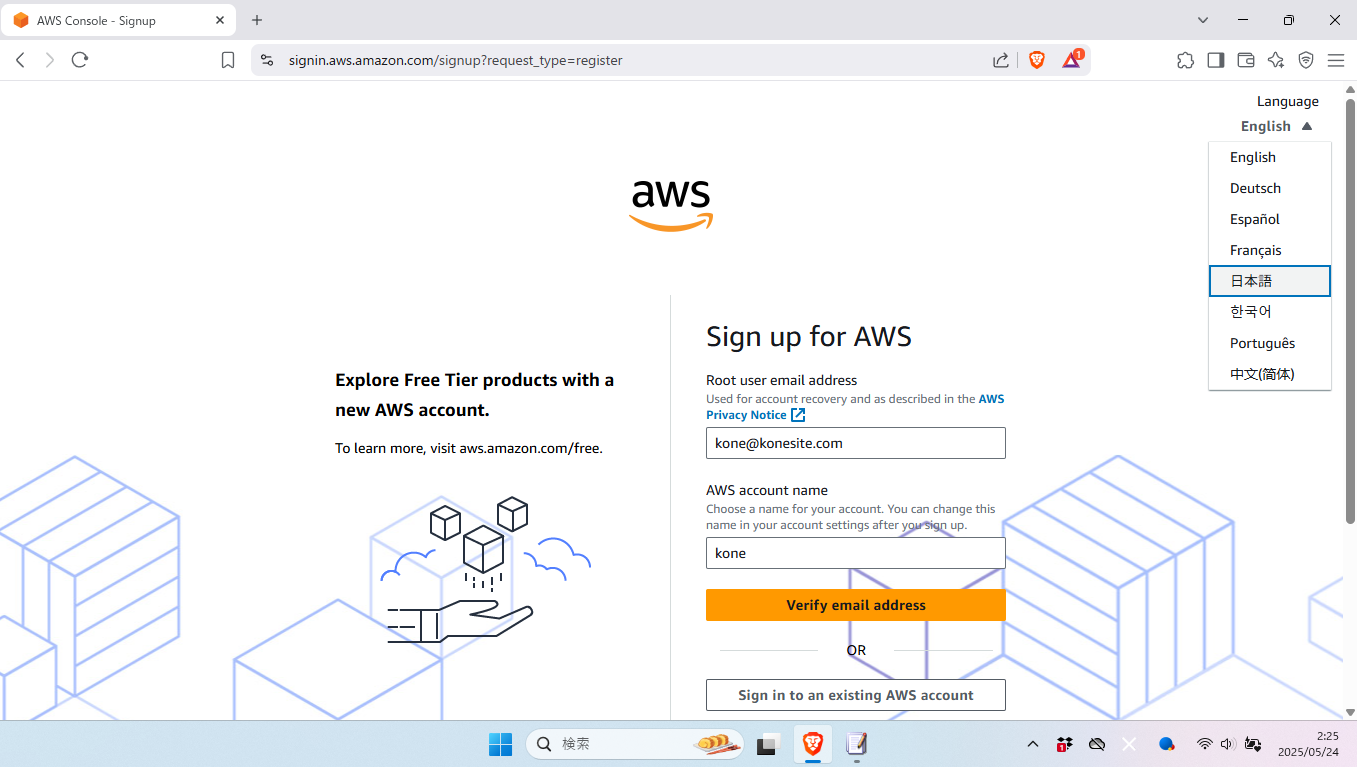 AWS Console - Signup
signin.aws.amazon.com/signup?request_type=register
1
Language
English
English
Deutsch
Español
Français
日本語
한국어
Português
中文(简体)
aws
Explore Free Tier products with a
new AWS account.
To learn more, visit aws.amazon.com/free.
Sign up for AWS
Root user email address
Used for account recovery and as described in the AWS
Privacy Notice
kone@konesite.com
AWS account name
Choose a name for your account. You can change this
name in your account settings after you sign up.
kone
Verify email address
OR
Sign in to an existing AWS account
検索
1
2:25
2025/05/24